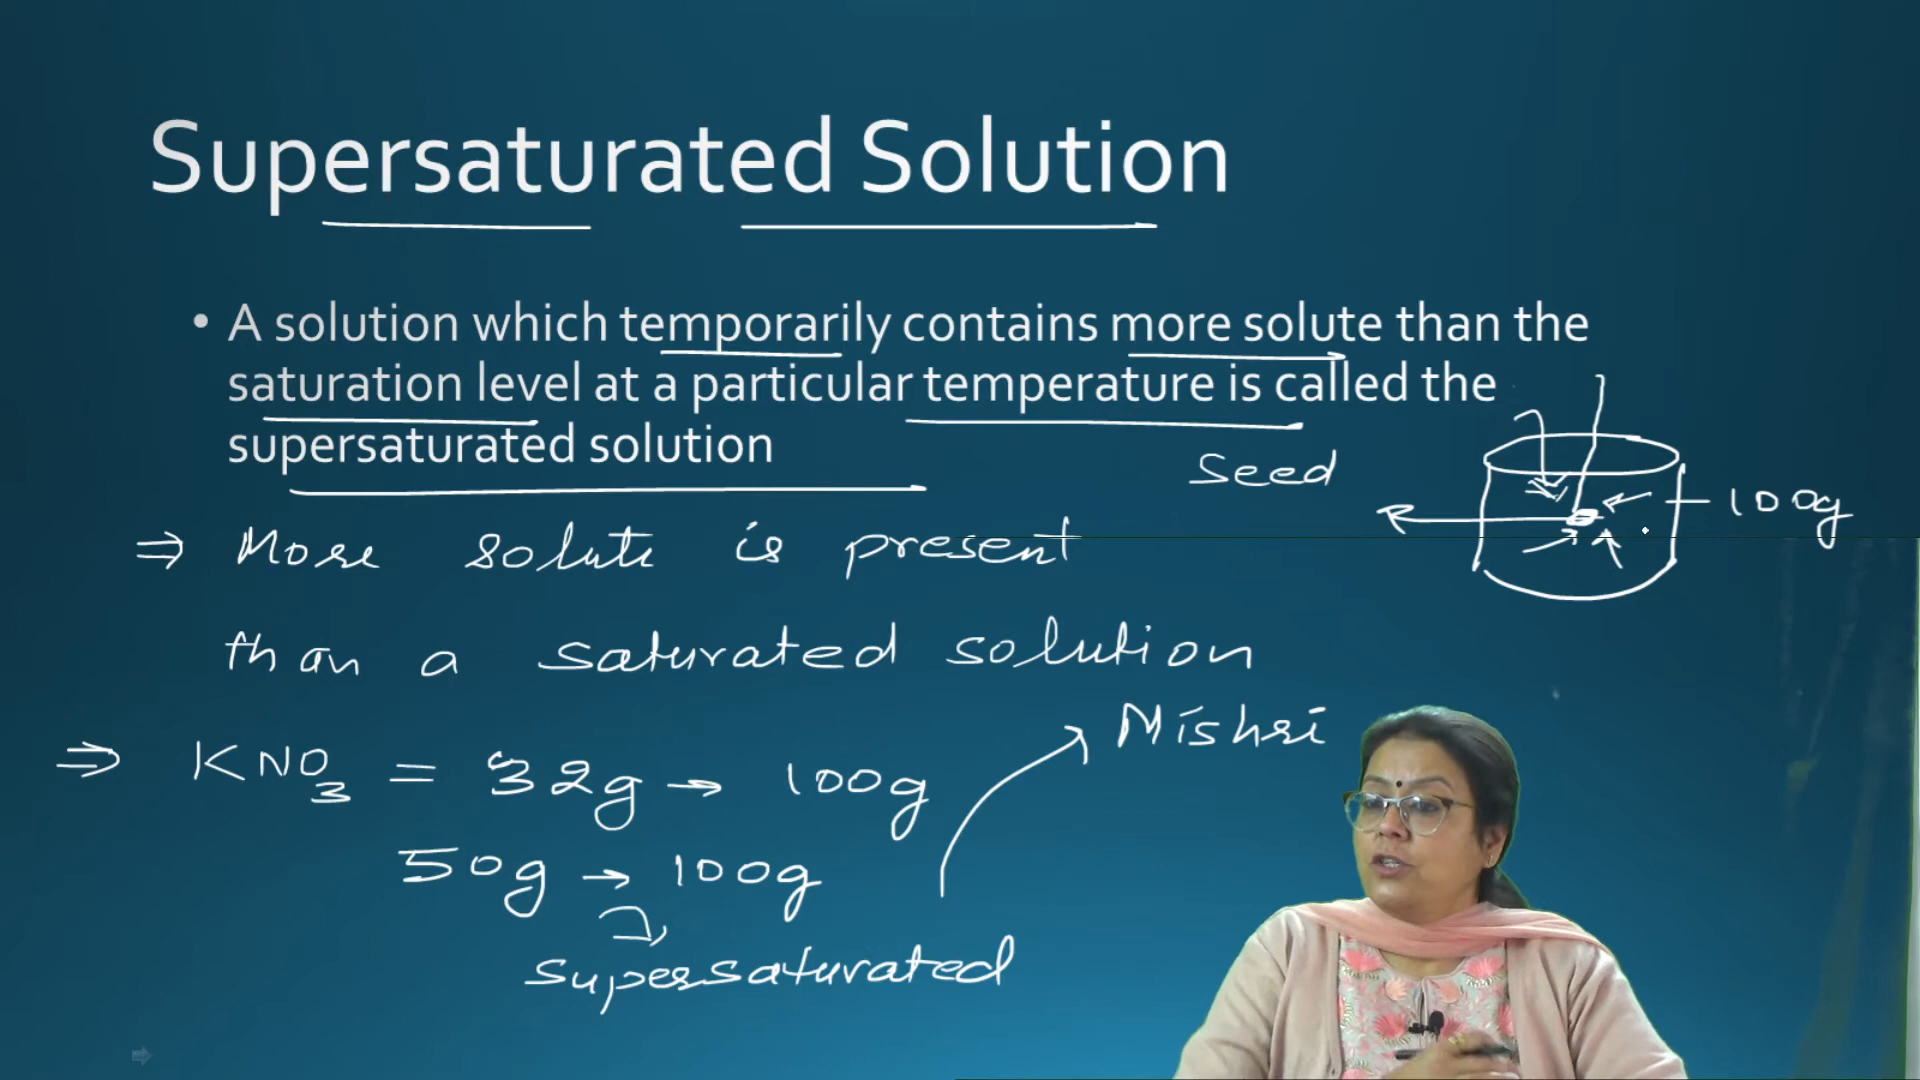 Supersaturated Solution
• A solution which temporarily contains more solute than the
saturation level at a particular temperature is called the
supersaturated solution
Seed
100g
⇒ More solute is present
than a saturated solution
Mishri
⇒ KNO3 = 32g → 100g
50g → 100g
supersaturated